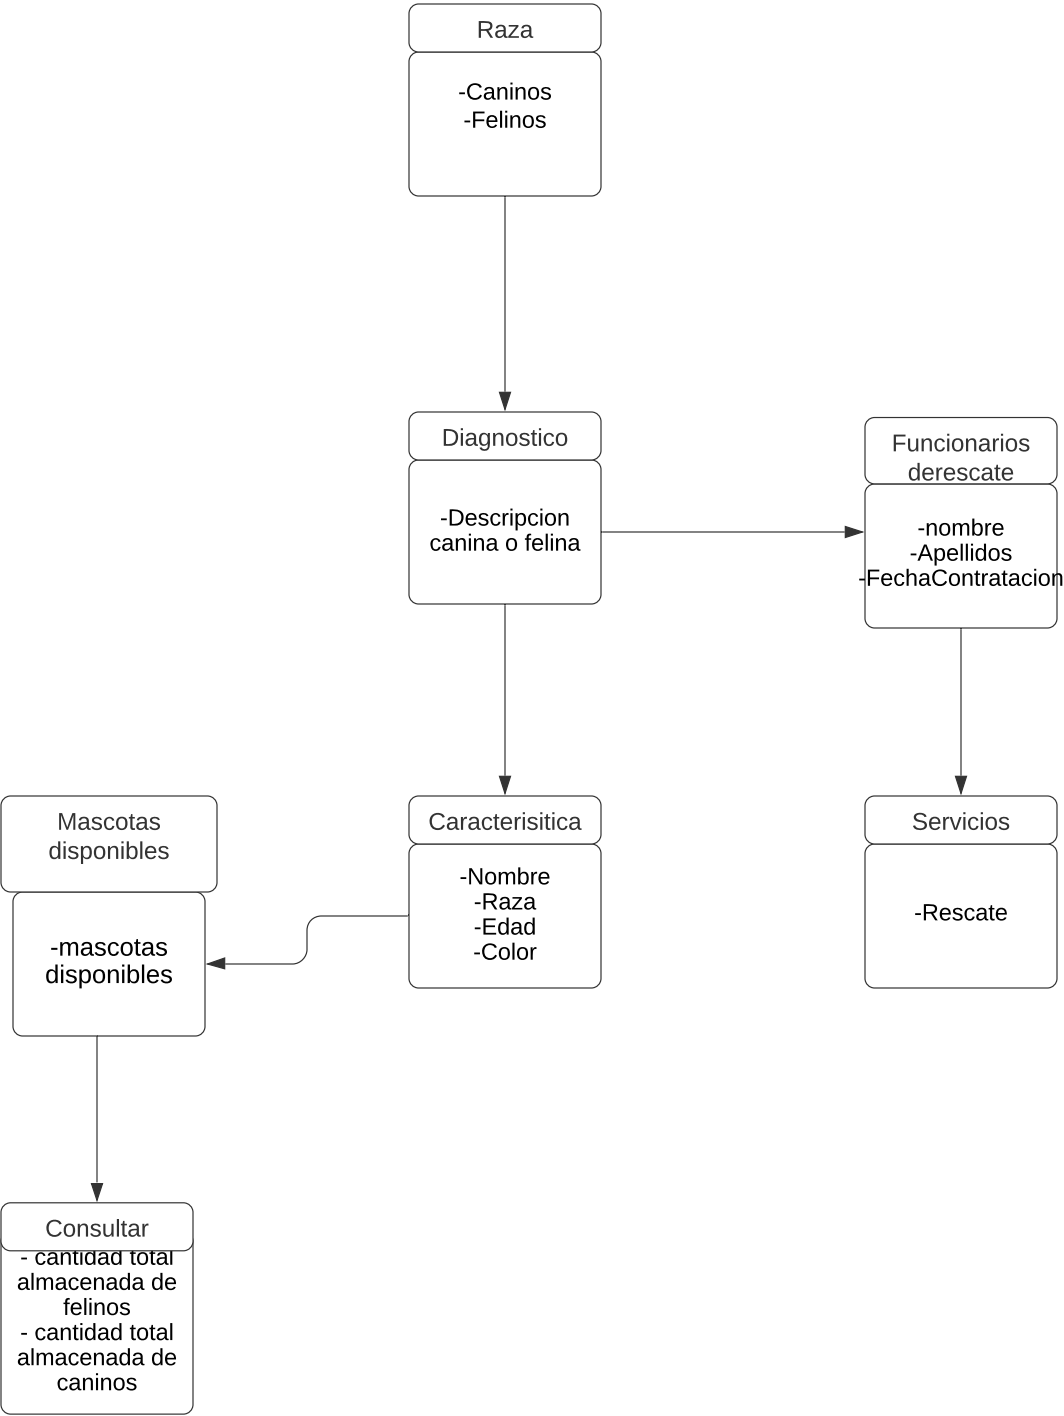 Raza
-Caninos
-Felinos
Diagnostico
-Descripcion
canina o felina
Funcionarios
derescate
-nombre
-Apellidos
-FechaContratacion
Mascotas
disponibles
-mascotas
disponibles
Caracterisitica
-Nombre
-Raza
-Edad
-Color
Servicios
-Rescate
Consultar
- cantidad total
almacenada de
felinos
- cantidad total
almacenada de
caninos